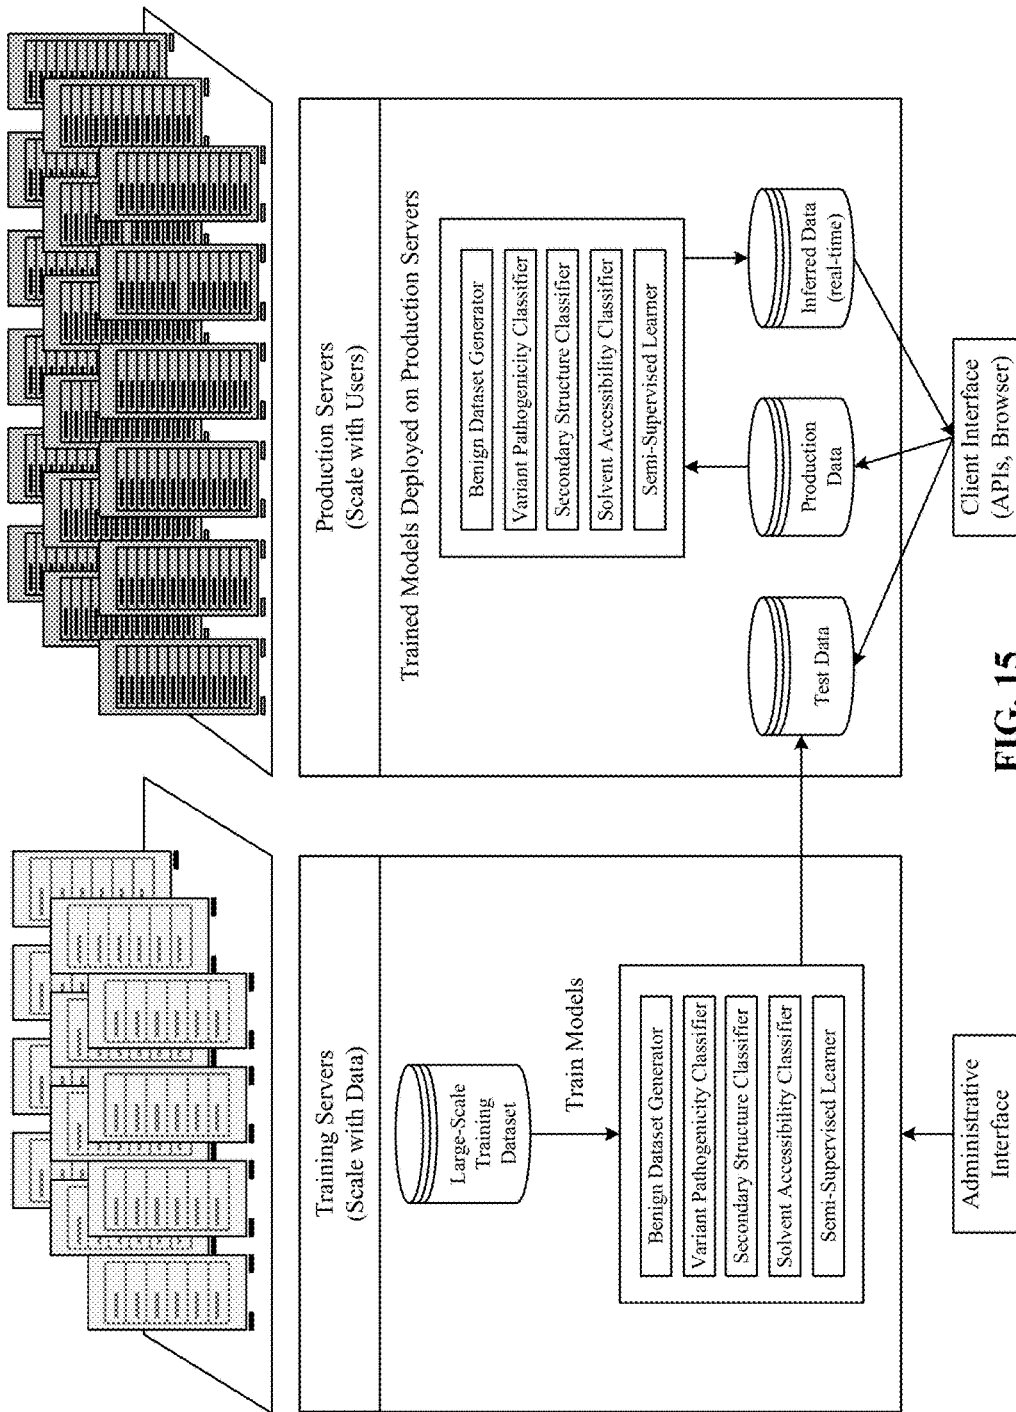 Training Servers
(Scale with Data)
Large-Scale
Training
Dataset
Train Models
Benign Dataset Generator
Variant Pathogenicity Classifier
Secondary Structure Classifier
Solvent Accessibility Classifier
Semi-Supervised Learner
Administrative
Interface
Production Servers
(Scale with Users)
Trained Models Deployed on Production Servers
Benign Dataset Generator
Variant Pathogenicity Classifier
Secondary Structure Classifier
Solvent Accessibility Classifier
Semi-Supervised Learner
Test Data
Production
Data
Inferred Data
(real-time)
Client Interface
(APIs, Browser)
FIG. 15